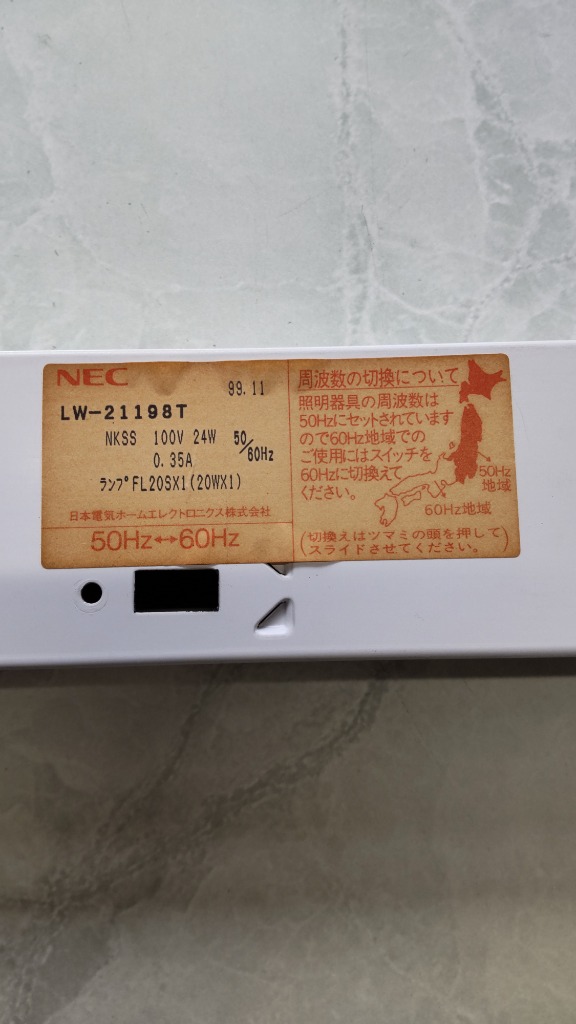 NEC
99.11
LW-21198T
NKSS 100V 24W 50/60Hz
0.35A
ランプFL20SX1(20WX1)
日本電気ホームエレクトロニクス株式会社
50Hz↔60Hz
周波数の切換について
照明器具の周波数は
50Hzにセットされています
ので60Hz地域での
ご使用にはスイッチを
60Hzに切換えて
ください。
50Hz
地域
60Hz地域
(切換えはツマミの頭を押して
スライドさせてください。)